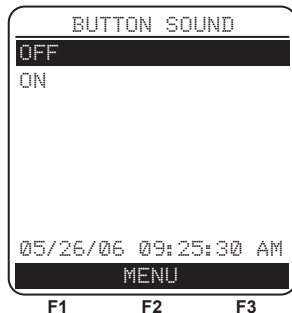 BUTTON SOUND
OFF
ON
05/26/06 09:25:30 AM
MENU
F1 F2 F3